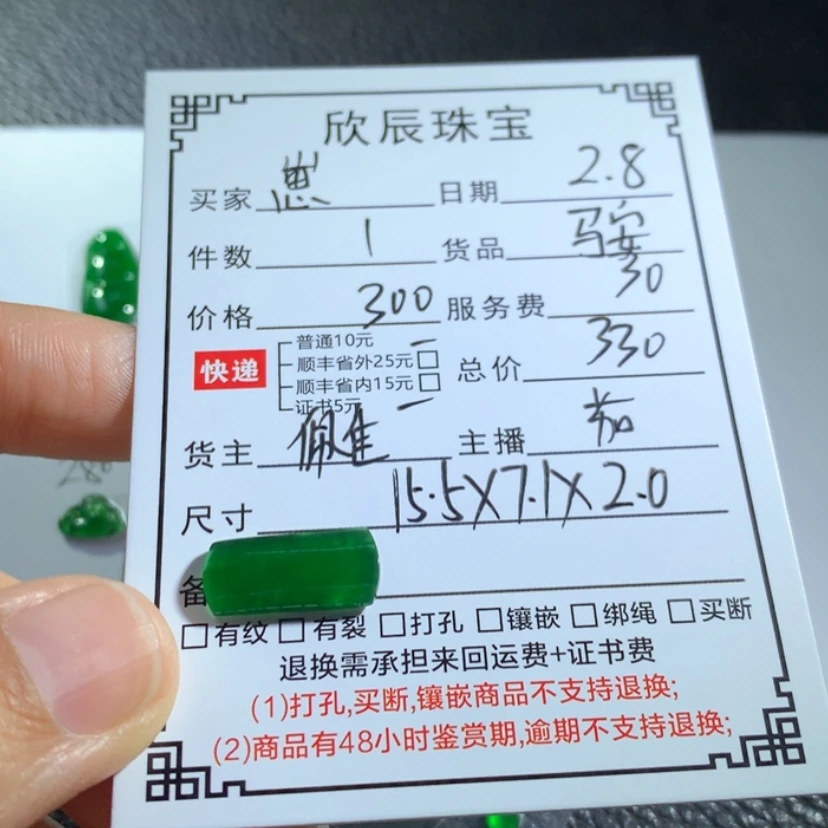 欣辰珠宝
买家 日期 2.8
件数 1 货品 马鞍
价格 300 服务费 30
快递
普通10元
顺丰省外25元□
顺丰省内15元□
证书5元
总价 330
货主 佩佳 主播 茹
尺寸 15.5X7.1X2.0
备
□有纹 □有裂 □打孔 □镶嵌 □绑绳 □买断
退换需承担来回运费+证书费
(1)打孔,买断,镶嵌商品不支持退换;
(2)商品有48小时鉴赏期,逾期不支持退换;